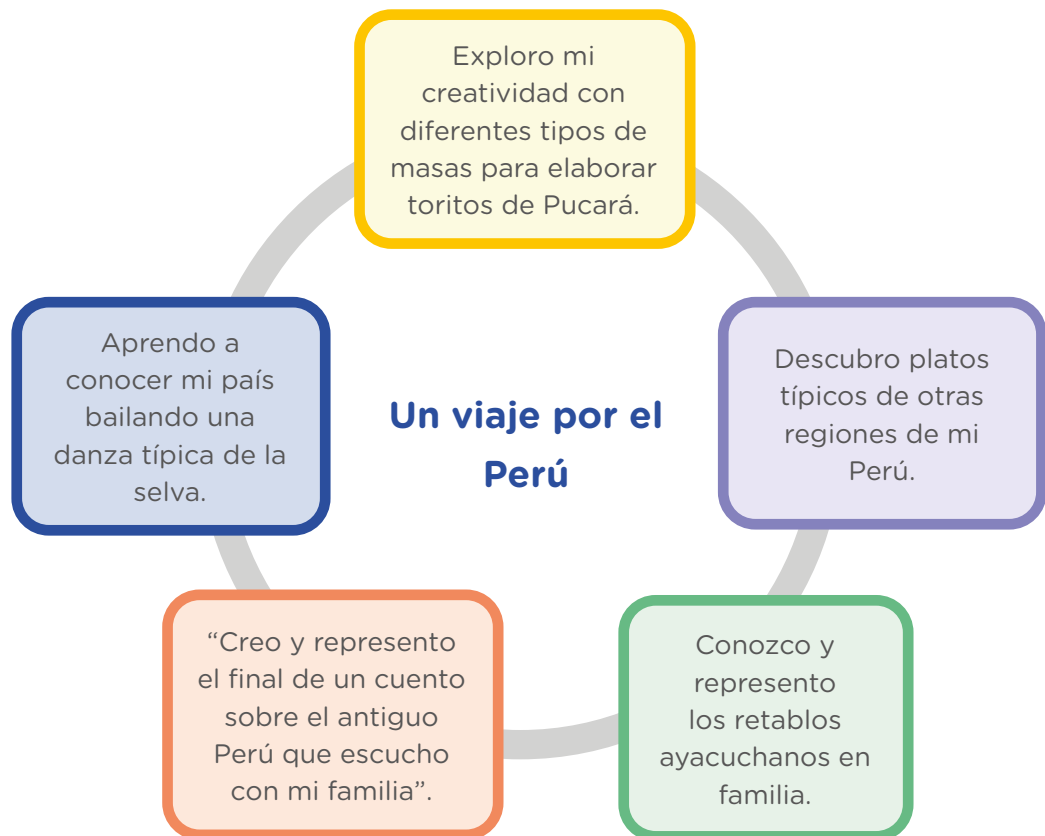 Exploro mi
creatividad con
diferentes tipos de
masas para elaborar
toritos de Pucará.
Aprendo a
conocer mi país
bailando una
danza típica de la
selva.
Un viaje por el
Perú
Descubro platos
típicos de otras
regiones de mi
Perú.
“Creo y represento
el final de un cuento
sobre el antiguo
Perú que escucho
con mi familia”.
Conozco y
represento
los retablos
ayacuchanos en
familia.